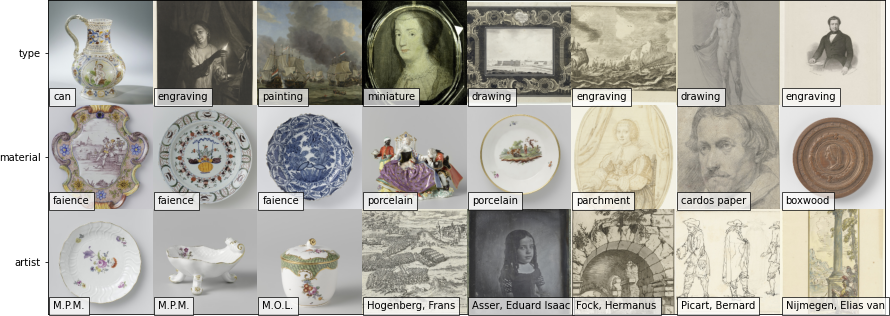 type
can
engraving
painting
miniature
drawing
engraving
drawing
engraving
material
faience
faience
faience
porcelain
porcelain
parchment
cardos paper
boxwood
artist
M.P.M.
M.P.M.
M.O.L.
Hogenberg, Frans
Asser, Eduard Isaac
Fock, Hermanus
Picart, Bernard
Nijmegen, Elias van